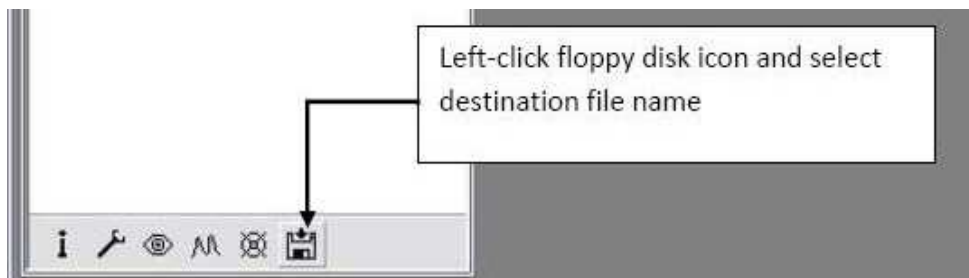 Left-click floppy disk icon and select
destination file name